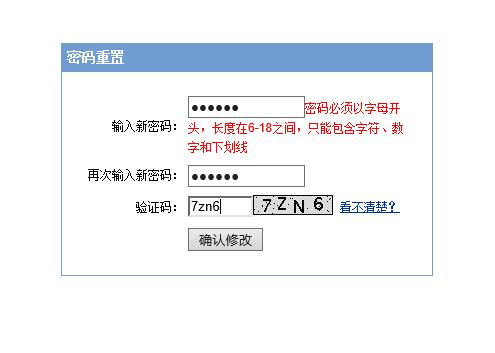 密码重置
●●●●●●密码必须以字母开
输入新密码：头，长度在6-18之间，只能包含字符、数
字和下划线
再次输入新密码：●●●●●●
验证码：7zn6 7ZN6 看不清楚?
确认修改